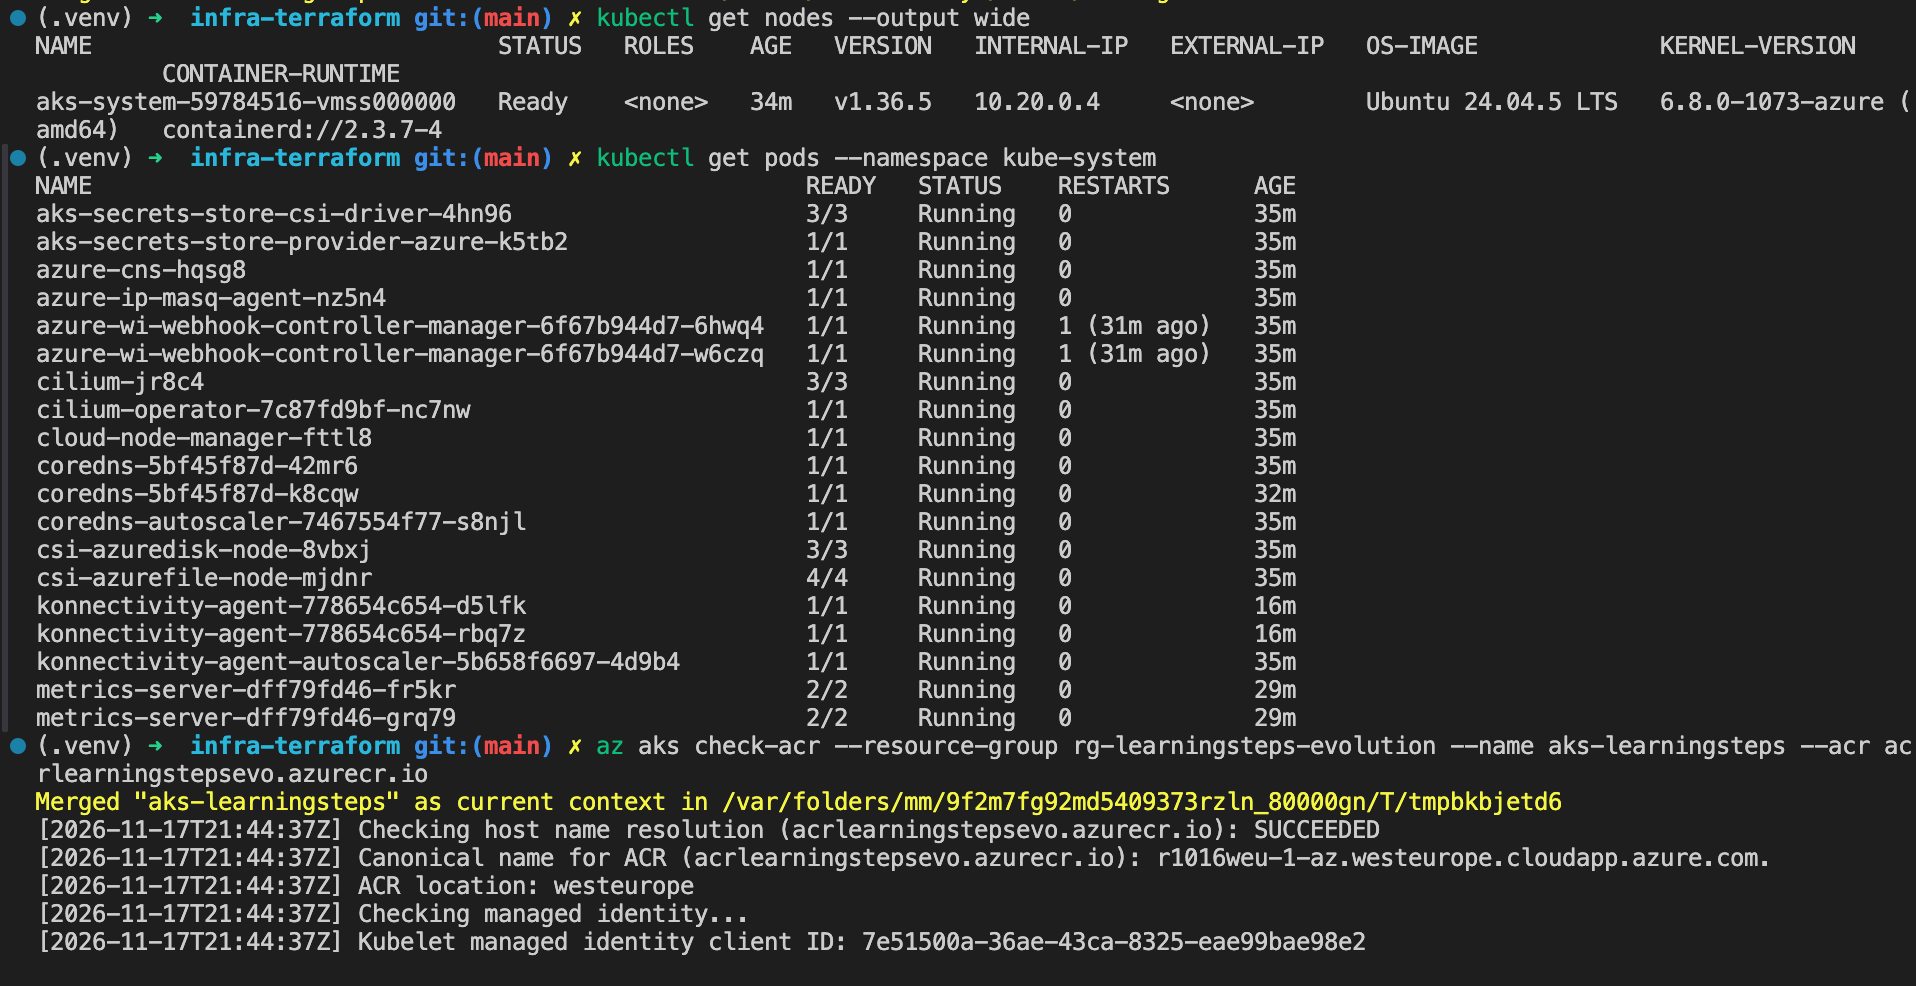 (.venv) ➜  infra-terraform git:(main) ✗ kubectl get nodes --output wide
NAME                             STATUS   ROLES    AGE   VERSION   INTERNAL-IP   EXTERNAL-IP   OS-IMAGE             KERNEL-VERSION
         CONTAINER-RUNTIME
aks-system-59784516-vmss000000   Ready    <none>   34m   v1.36.5   10.20.0.4     <none>        Ubuntu 24.04.5 LTS   6.8.0-1073-azure (
amd64)   containerd://2.3.7-4
(.venv) ➜  infra-terraform git:(main) ✗ kubectl get pods --namespace kube-system
NAME                                                   READY   STATUS    RESTARTS      AGE
aks-secrets-store-csi-driver-4hn96                     3/3     Running   0             35m
aks-secrets-store-provider-azure-k5tb2                 1/1     Running   0             35m
azure-cns-hqsg8                                        1/1     Running   0             35m
azure-ip-masq-agent-nz5n4                              1/1     Running   0             35m
azure-wi-webhook-controller-manager-6f67b944d7-6hwq4   1/1     Running   1 (31m ago)   35m
azure-wi-webhook-controller-manager-6f67b944d7-w6czq   1/1     Running   1 (31m ago)   35m
cilium-jr8c4                                           3/3     Running   0             35m
cilium-operator-7c87fd9bf-nc7nw                        1/1     Running   0             35m
cloud-node-manager-fttl8                               1/1     Running   0             35m
coredns-5bf45f87d-42mr6                                1/1     Running   0             35m
coredns-5bf45f87d-k8cqw                                1/1     Running   0             32m
coredns-autoscaler-7467554f77-s8njl                    1/1     Running   0             35m
csi-azuredisk-node-8vbxj                               3/3     Running   0             35m
csi-azurefile-node-mjdnr                               4/4     Running   0             35m
konnectivity-agent-778654c654-d5lfk                    1/1     Running   0             16m
konnectivity-agent-778654c654-rbq7z                    1/1     Running   0             16m
konnectivity-agent-autoscaler-5b658f6697-4d9b4         1/1     Running   0             35m
metrics-server-dff79fd46-fr5kr                         2/2     Running   0             29m
metrics-server-dff79fd46-grq79                         2/2     Running   0             29m
(.venv) ➜  infra-terraform git:(main) ✗ az aks check-acr --resource-group rg-learningsteps-evolution --name aks-learningsteps --acr ac
rlearningstepsevo.azurecr.io
Merged "aks-learningsteps" as current context in /var/folders/mm/9f2m7fg92md5409373rzln_80000gn/T/tmpbkbjetd6
[2026-11-17T21:44:37Z] Checking host name resolution (acrlearningstepsevo.azurecr.io): SUCCEEDED
[2026-11-17T21:44:37Z] Canonical name for ACR (acrlearningstepsevo.azurecr.io): r1016weu-1-az.westeurope.cloudapp.azure.com.
[2026-11-17T21:44:37Z] ACR location: westeurope
[2026-11-17T21:44:37Z] Checking managed identity...
[2026-11-17T21:44:37Z] Kubelet managed identity client ID: 7e51500a-36ae-43ca-8325-eae99bae98e2